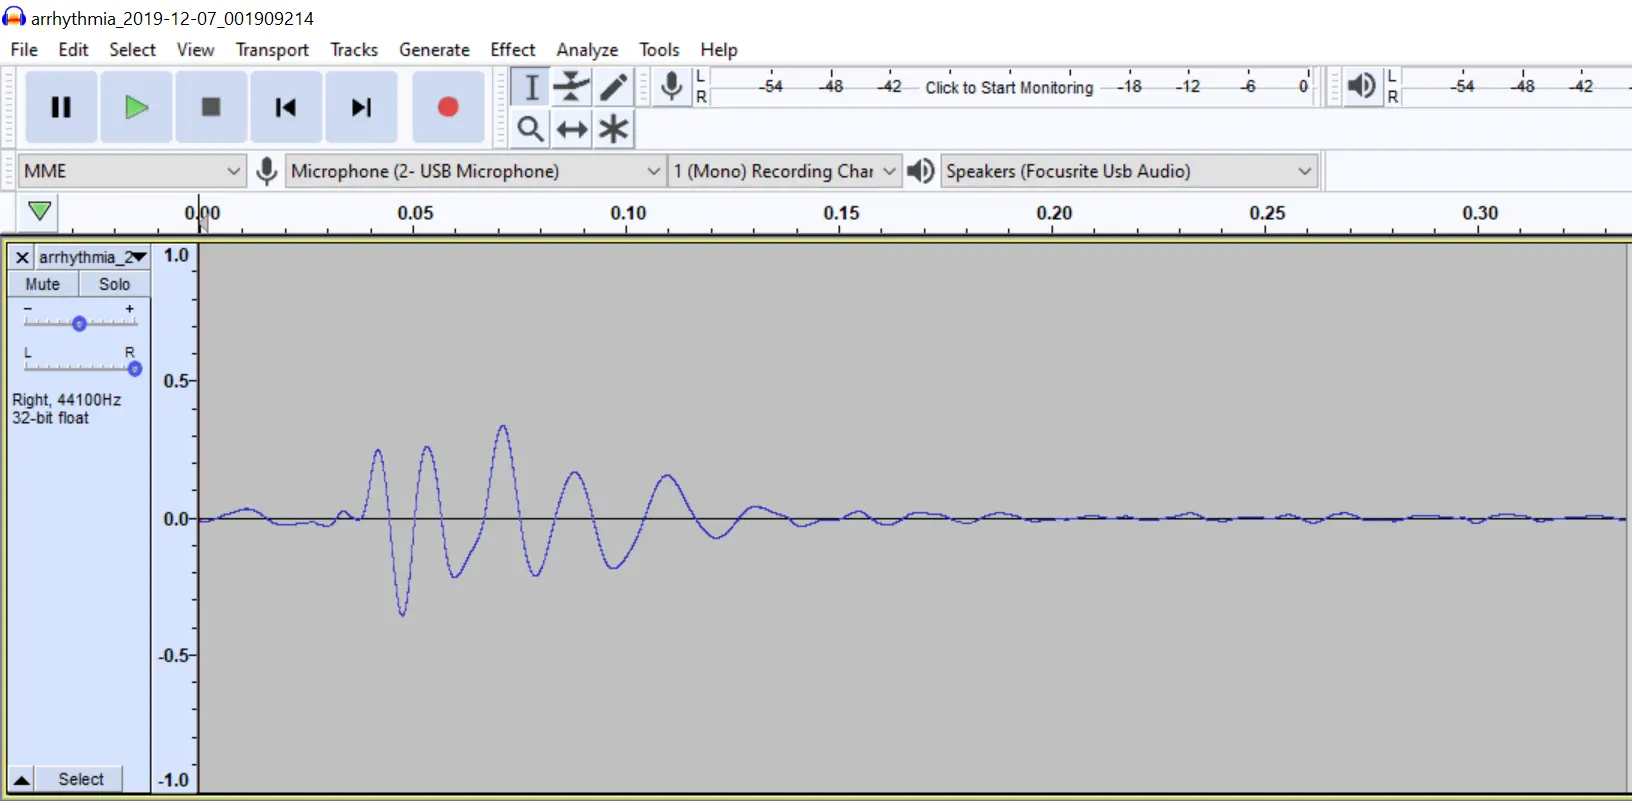 arrhythmia_2019-12-07_001909214
File Edit Select View Transport Tracks Generate Effect Analyze Tools Help
L -54 -48 -42 Click to Start Monitoring -18 -12 -6 0 L -54 -48 -42
R R
MME Microphone (2- USB Microphone) 1 (Mono) Recording Char Speakers (Focusrite Usb Audio)
0.00 0.05 0.10 0.15 0.20 0.25 0.30
X arrhythmia_2 1.0
Mute Solo
- +
L R
0.5
Right, 44100Hz
32-bit float
0.0
-0.5
Select -1.0